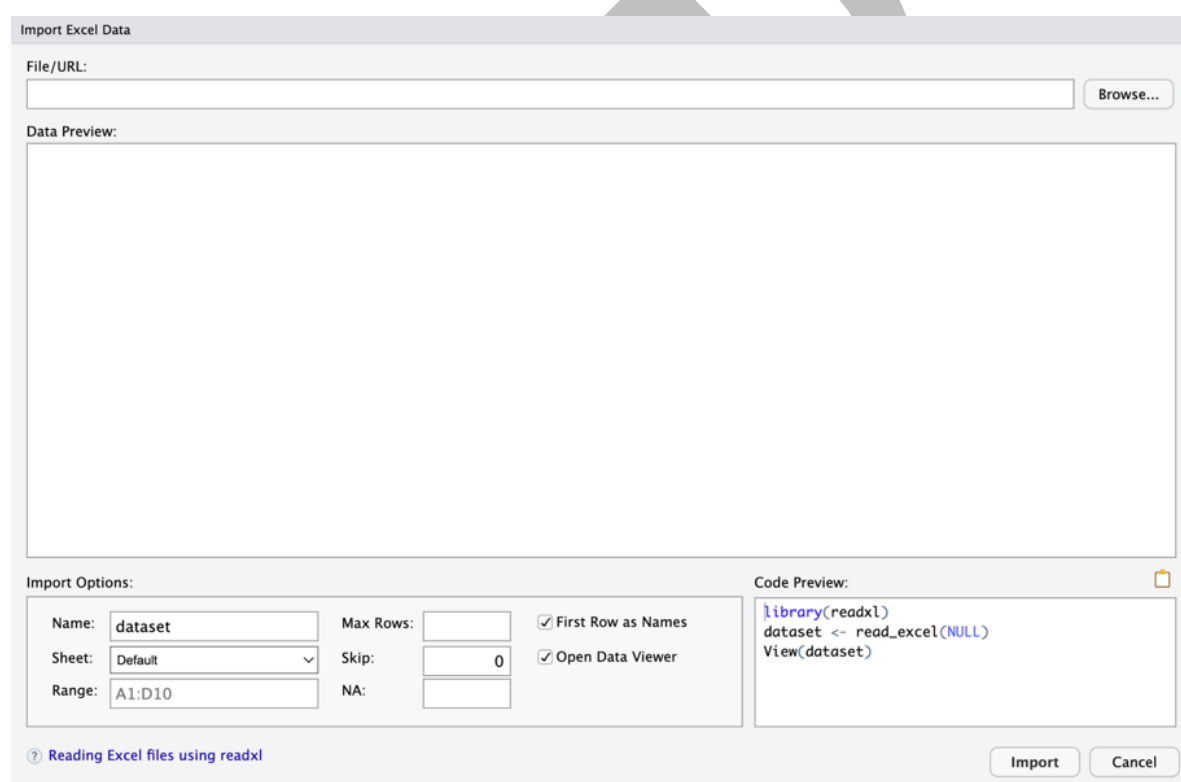 Import Excel Data
File/URL:
Browse...
Data Preview:
Import Options:
Name: dataset Max Rows: First Row as Names
Sheet: Default Skip: 0 Open Data Viewer
Range: A1:D10 NA:
Code Preview:
library(readxl)
dataset <- read_excel(NULL)
View(dataset)
? Reading Excel files using readxl
Import Cancel